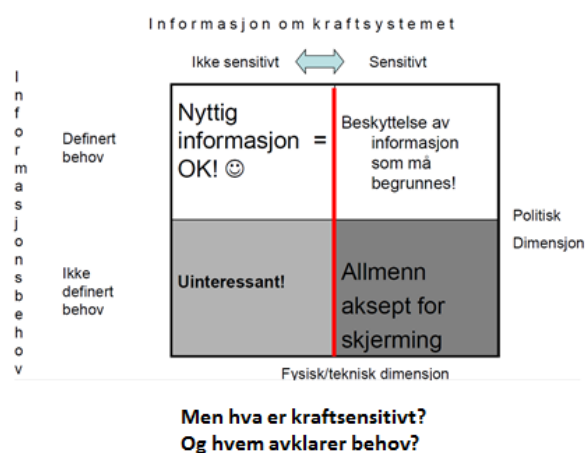 Informasjon om kraftsystemet
Ikke sensitivt
Sensitivt
Informasjonsbehov
Definert
behov
Nyttig
informasjon =
OK! ☺
Beskyttelse av
informasjon
som må
begrunnes!
Politisk
Dimensjon
Ikke
definert
behov
Uinteressant!
Allmenn
aksept for
skjerming
Fysisk/teknisk dimensjon
Men hva er kraftsensitivt?
Og hvem avklarer behov?